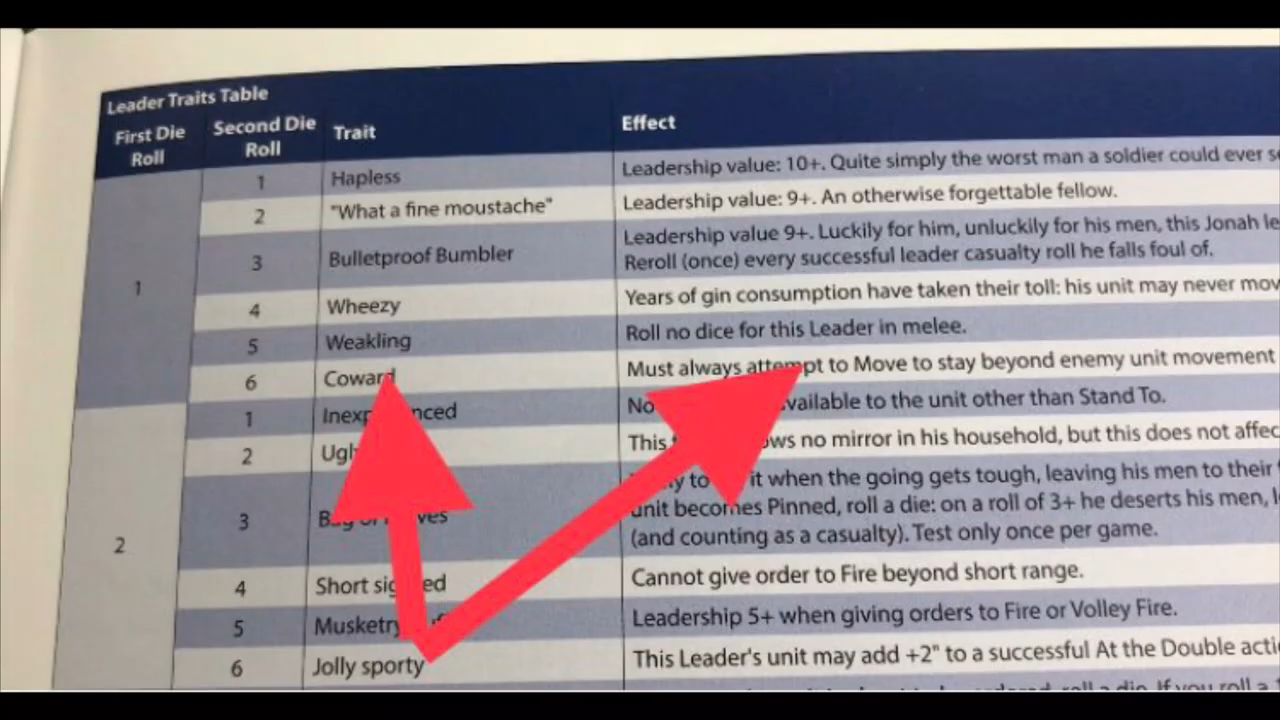 Leader Traits Table
First Die Roll Second Die Roll Trait Effect
1 1 Hapless Leadership value: 10+. Quite simply the worst man a soldier could ever
2 "What a fine moustache" Leadership value: 9+. An otherwise forgettable fellow.
3 Bulletproof Bumbler Leadership value 9+. Luckily for him, unluckily for his men, this Jonah
Reroll (once) every successful leader casualty roll he falls foul of.
4 Wheezy Years of gin consumption have taken their toll: his unit may never
5 Weakling Roll no dice for this Leader in melee.
6 Coward Must always attempt to Move to stay beyond enemy unit movement
2 1 No available to the unit other than Stand To.
2 This no mirror in his household, but this does not
3 it when the going gets tough, leaving his men to their
unit becomes Pinned, roll a die: on a roll of 3+ he deserts his men,
(and counting as a casualty). Test only once per game.
4 Short Cannot give order to Fire beyond short range.
5 Musketry Leadership 5+ when giving orders to Fire or Volley Fire.
6 Jolly sporty This Leader's unit may add +2" to a successful At the Double